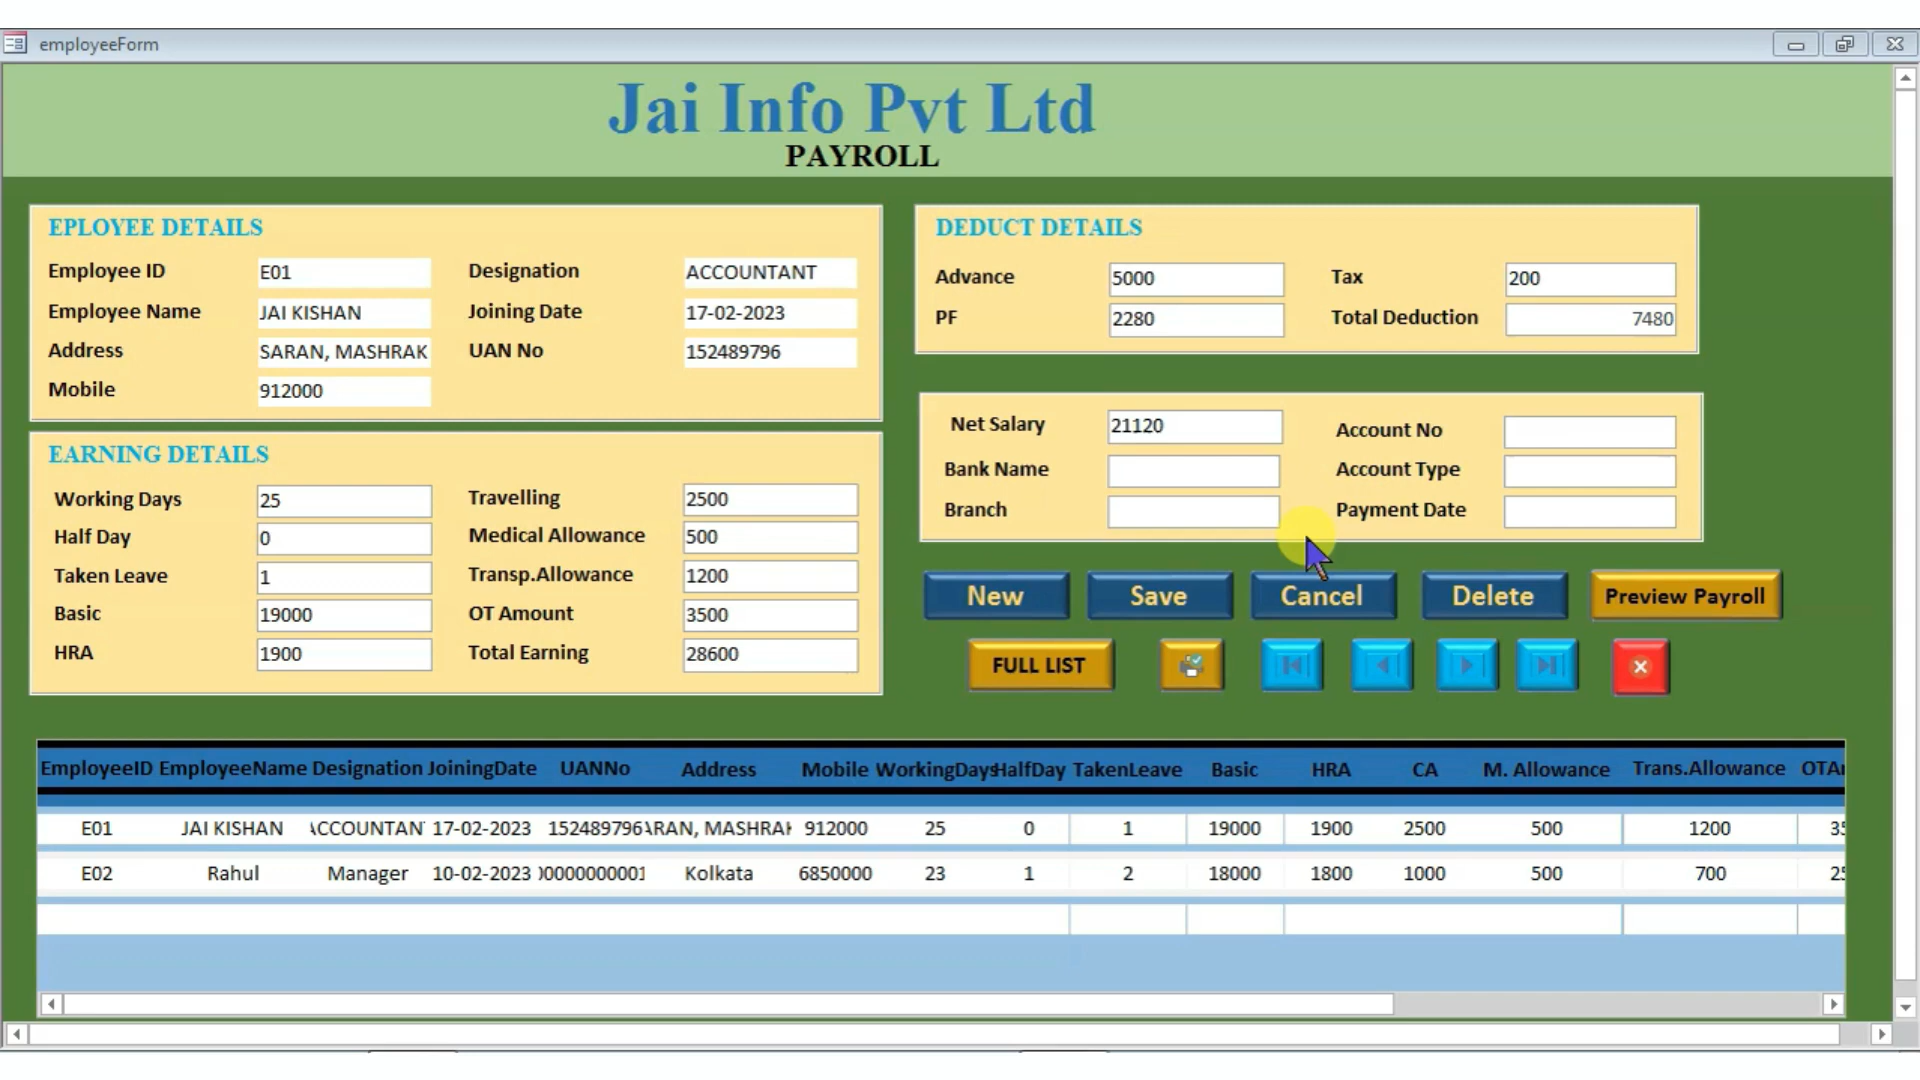 employeeForm
Jai Info Pvt Ltd
PAYROLL
EPLOYEE DETAILS
Employee ID E01 Designation ACCOUNTANT
Employee Name JAI KISHAN Joining Date 17-02-2023
Address SARAN, MASHRAK UAN No 152489796
Mobile 912000
EARNING DETAILS
Working Days 25 Travelling 2500
Half Day 0 Medical Allowance 500
Taken Leave 1 Transp.Allowance 1200
Basic 19000 OT Amount 3500
HRA 1900 Total Earning 28600
DEDUCT DETAILS
Advance 5000 Tax 200
PF 2280 Total Deduction 7480
Net Salary 21120 Account No
Bank Name Account Type
Branch Payment Date
New Save Cancel Delete Preview Payroll
FULL LIST
EmployeeID EmployeeName Designation JoiningDate UANNo Address Mobile WorkingDays HalfDay TakenLeave Basic HRA CA M. Allowance Trans.Allowance
E01 JAI KISHAN ACCOUNTAN 17-02-2023 152489796 ARAN, MASHRAK 912000 25 0 1 19000 1900 2500 500 1200
E02 Rahul Manager 10-02-2023 0000000001 Kolkata 6850000 23 1 2 18000 1800 1000 500 700